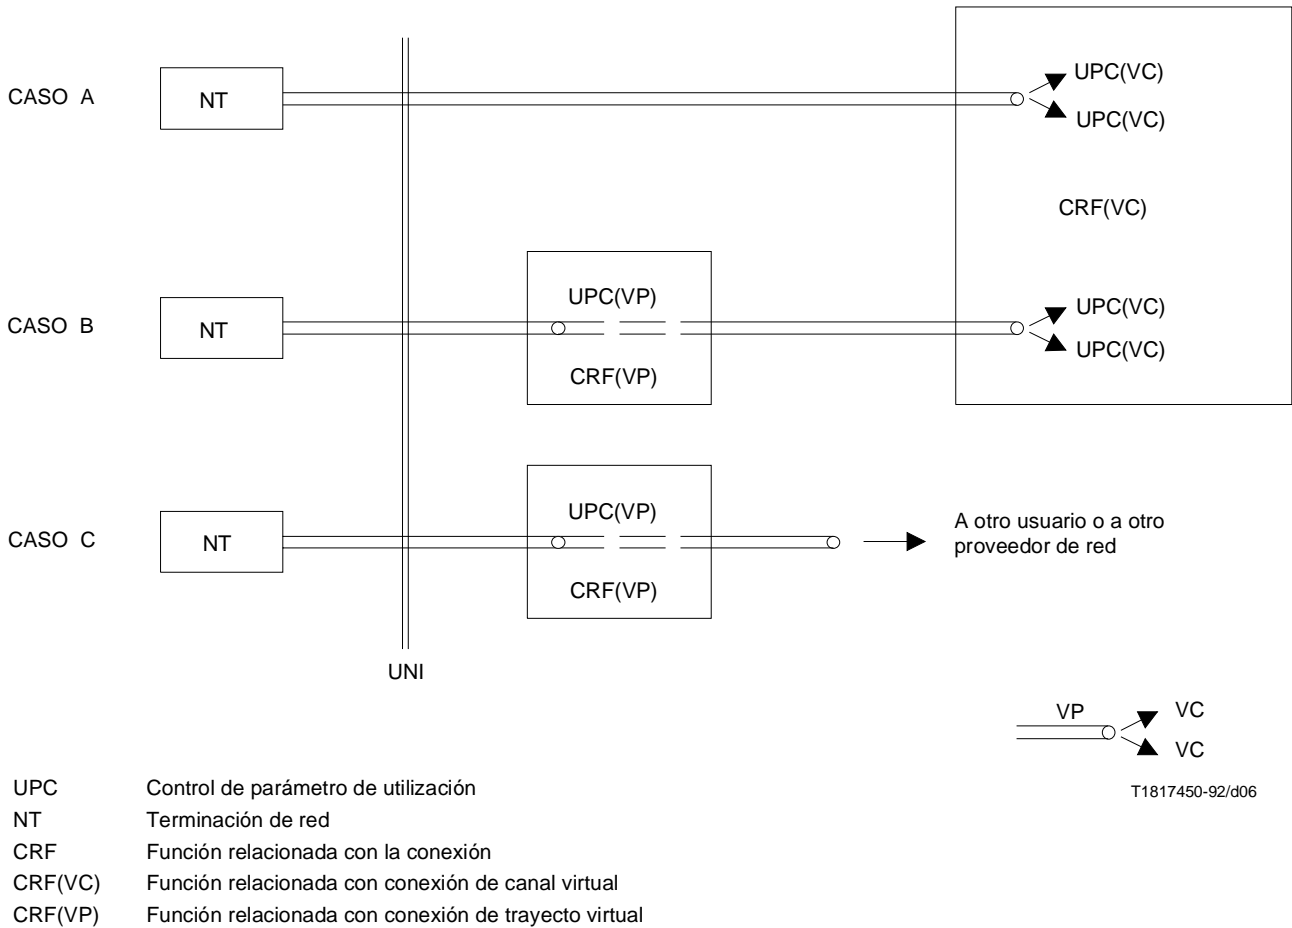 CASO A
NT
UPC(VC)
UPC(VC)
CRF(VC)
CASO B
NT
UPC(VP)
CRF(VP)
UPC(VC)
UPC(VC)
CASO C
NT
UPC(VP)
CRF(VP)
A otro usuario o a otro
proveedor de red
UNI
VP
VC
VC
T1817450-92/d06
UPC Control de parámetro de utilización
NT Terminación de red
CRF Función relacionada con la conexión
CRF(VC) Función relacionada con conexión de canal virtual
CRF(VP) Función relacionada con conexión de trayecto virtual